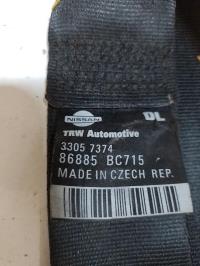 NISSAN
DL
TRW Automotive
3305 7374
86885 BC715
MADE IN CZECH REP.